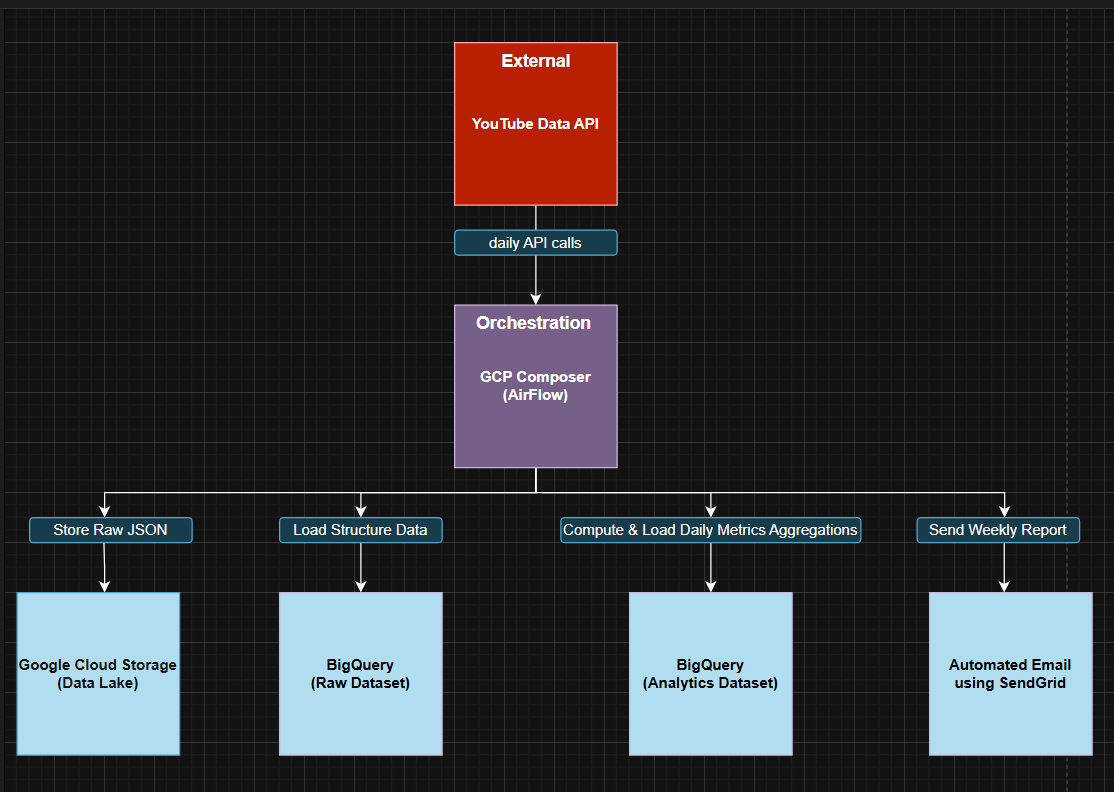 External
YouTube Data API
daily API calls
Orchestration
GCP Composer
(AirFlow)
Store Raw JSON
Load Structure Data
Compute & Load Daily Metrics Aggregations
Send Weekly Report
Google Cloud Storage
(Data Lake)
BigQuery
(Raw Dataset)
BigQuery
(Analytics Dataset)
Automated Email
using SendGrid